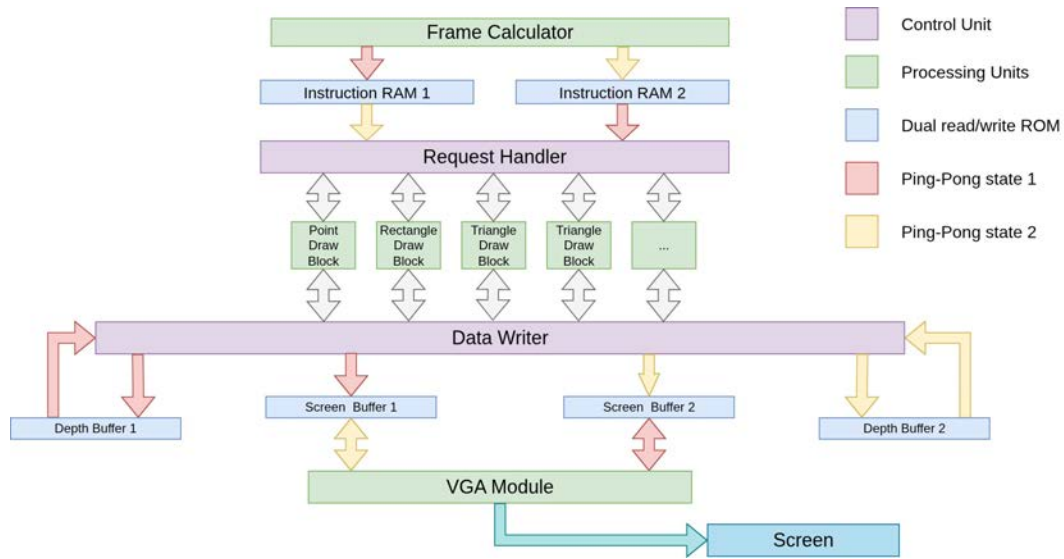 Frame Calculator
Control Unit
Processing Units
Instruction RAM 1
Instruction RAM 2
Dual read/write ROM
Request Handler
Ping-Pong state 1
Ping-Pong state 2
Point
Draw
Block
Rectangle
Draw
Block
Triangle
Draw
Block
Triangle
Draw
Block
...
Data Writer
Depth Buffer 1
Screen Buffer 1
Screen Buffer 2
Depth Buffer 2
VGA Module
Screen